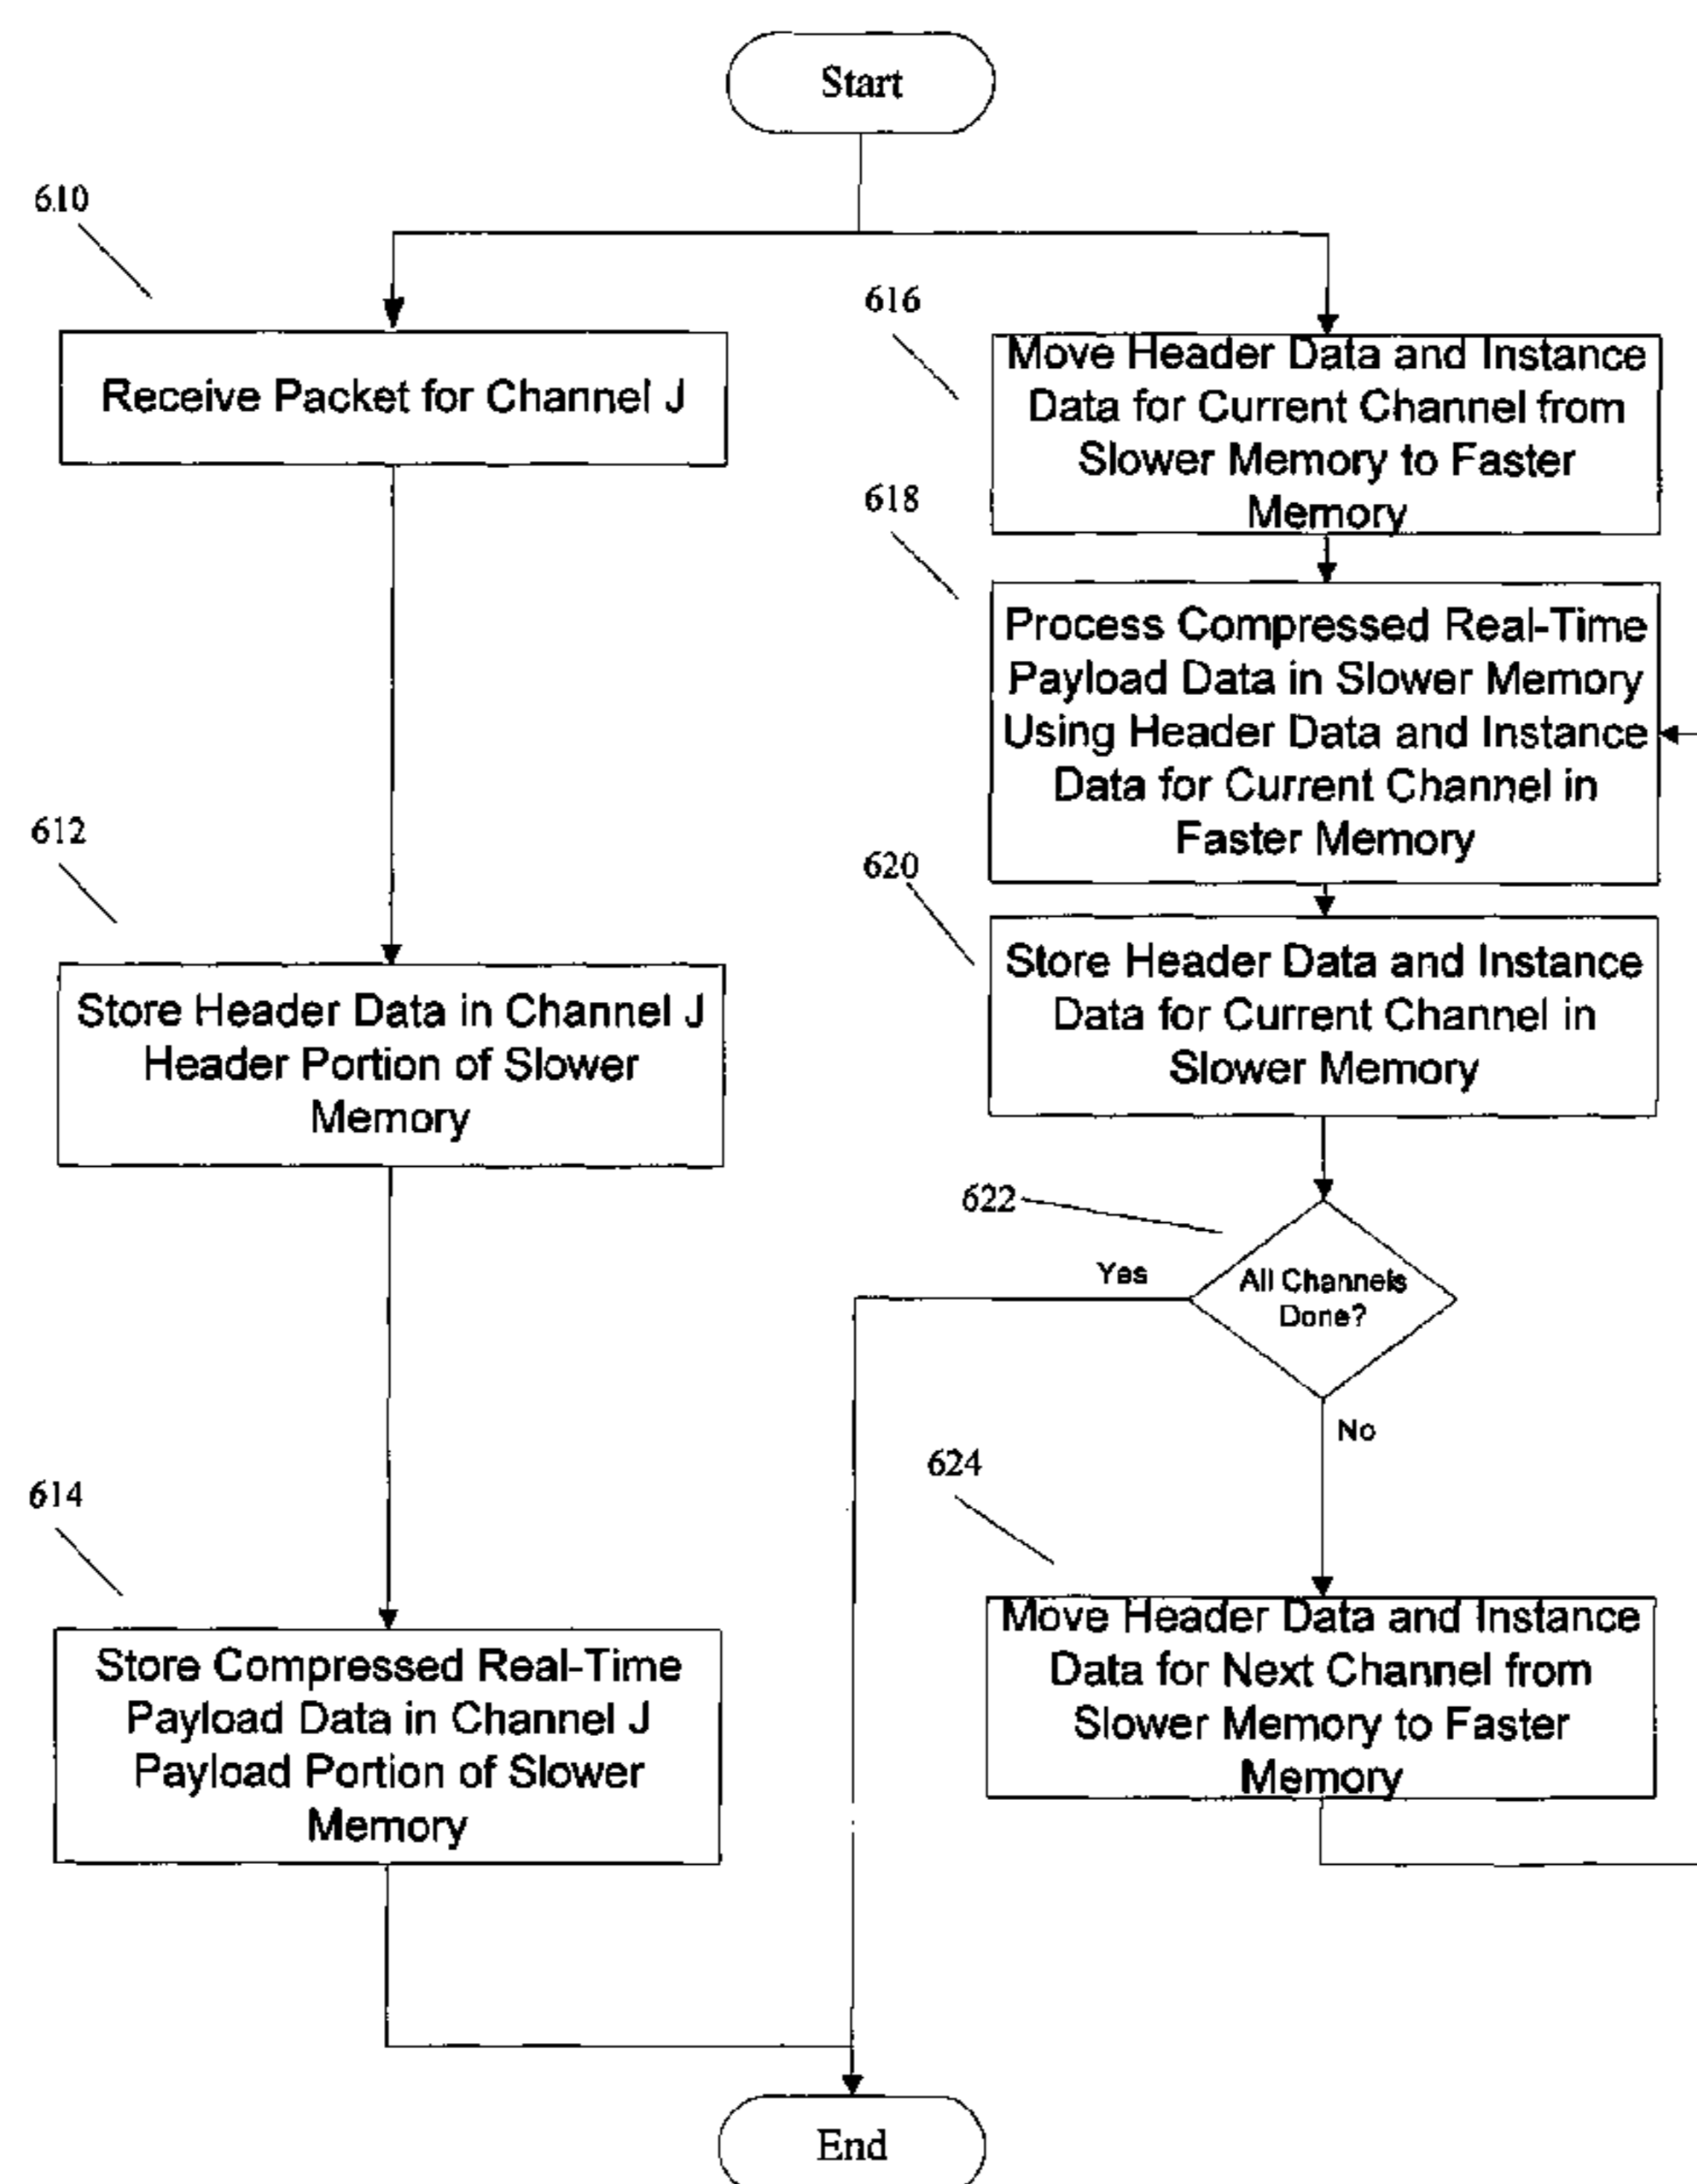 Start
610
Receive Packet for Channel J
612
Store Header Data in Channel J
Header Portion of Slower
Memory
614
Store Compressed Real-Time
Payload Data in Channel J
Payload Portion of Slower
Memory
616
Move Header Data and Instance
Data for Current Channel from
Slower Memory to Faster
Memory
618
Process Compressed Real-Time
Payload Data in Slower Memory
Using Header Data and Instance
Data for Current Channel in
Faster Memory
620
Store Header Data and Instance
Data for Current Channel in
Slower Memory
622
All Channels
Done?
Yes
No
624
Move Header Data and Instance
Data for Next Channel from
Slower Memory to Faster
Memory
End